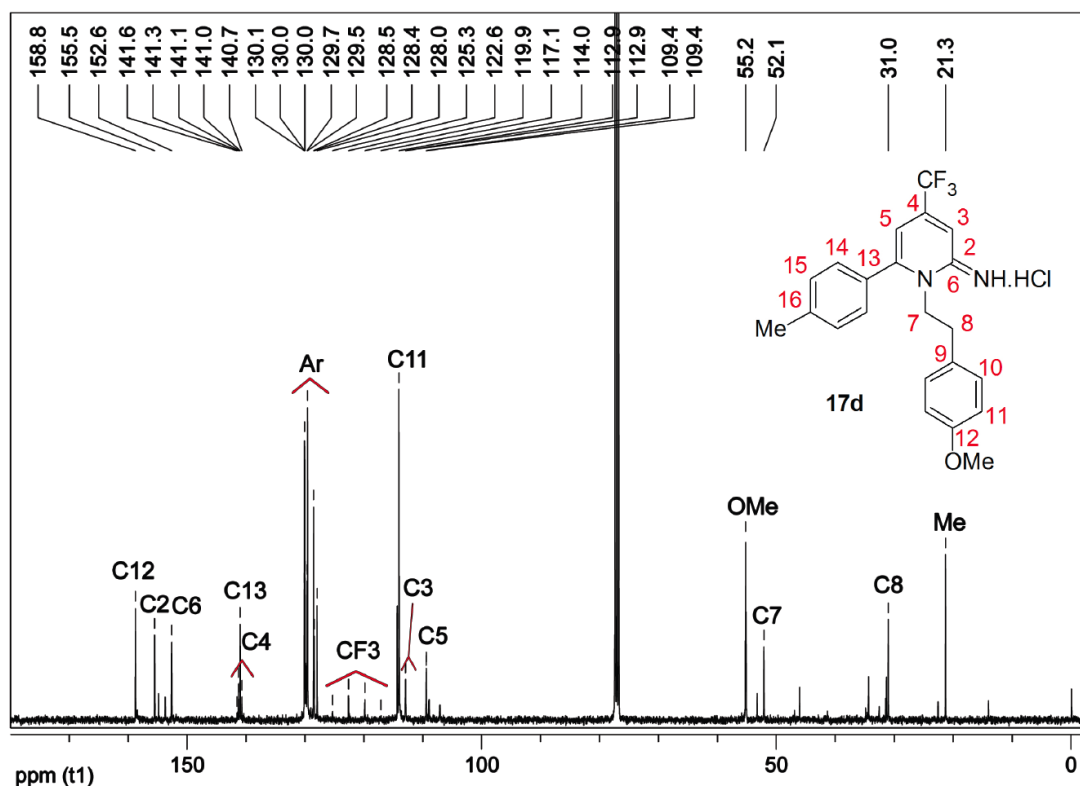 158.8 155.5 152.6 141.6 141.3 141.1 141.0 140.7 130.1 130.0 130.0 129.7 129.5 128.5 128.4 128.0 125.3 122.6 119.9 117.1 114.0 112.9 112.9 109.4 109.4 55.2 52.1 31.0 21.3
CF3
4
5 3
14 13 2
15 N 6 NH.HCl
16
Me 7 8
9 10
17d
11
12
OMe
Ar C11
OMe Me
C12 C2 C6 C13 C4 CF3 C3 C5 C7 C8
150 100 50 0
ppm (t1)